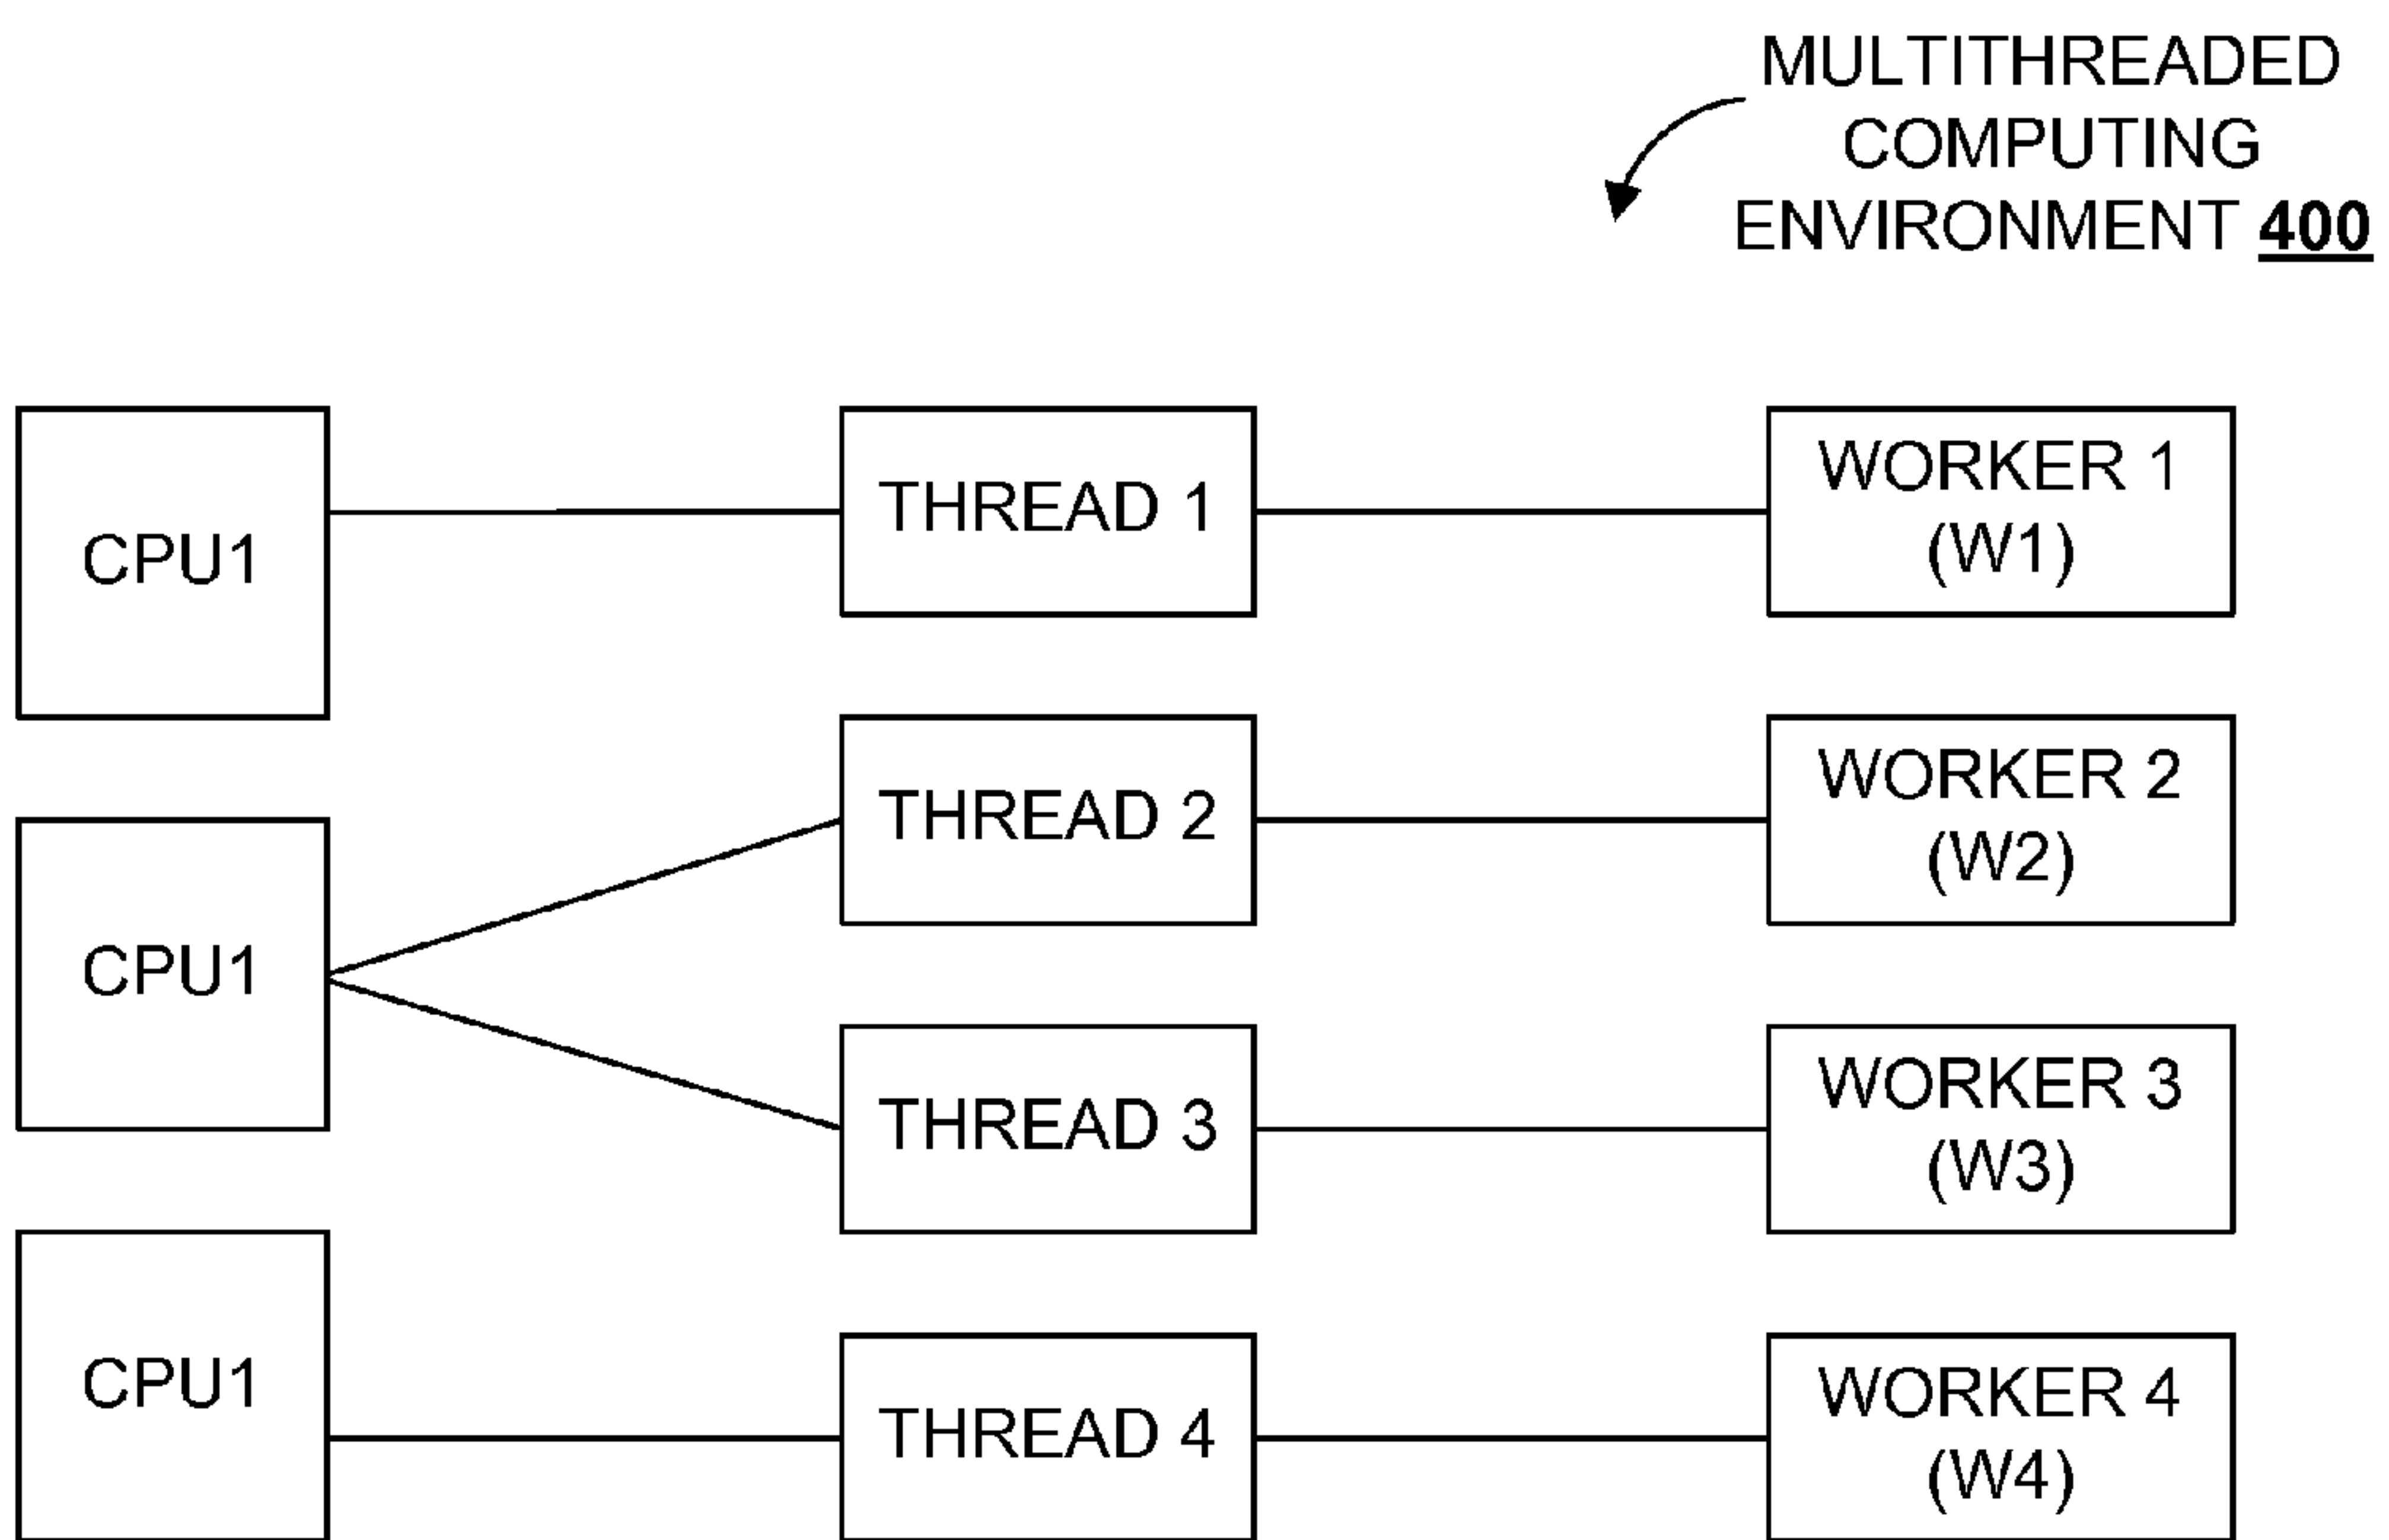 MULTITHREADED
COMPUTING
ENVIRONMENT 400
CPU1
THREAD 1
WORKER 1
(W1)
CPU1
THREAD 2
WORKER 2
(W2)
THREAD 3
WORKER 3
(W3)
CPU1
THREAD 4
WORKER 4
(W4)